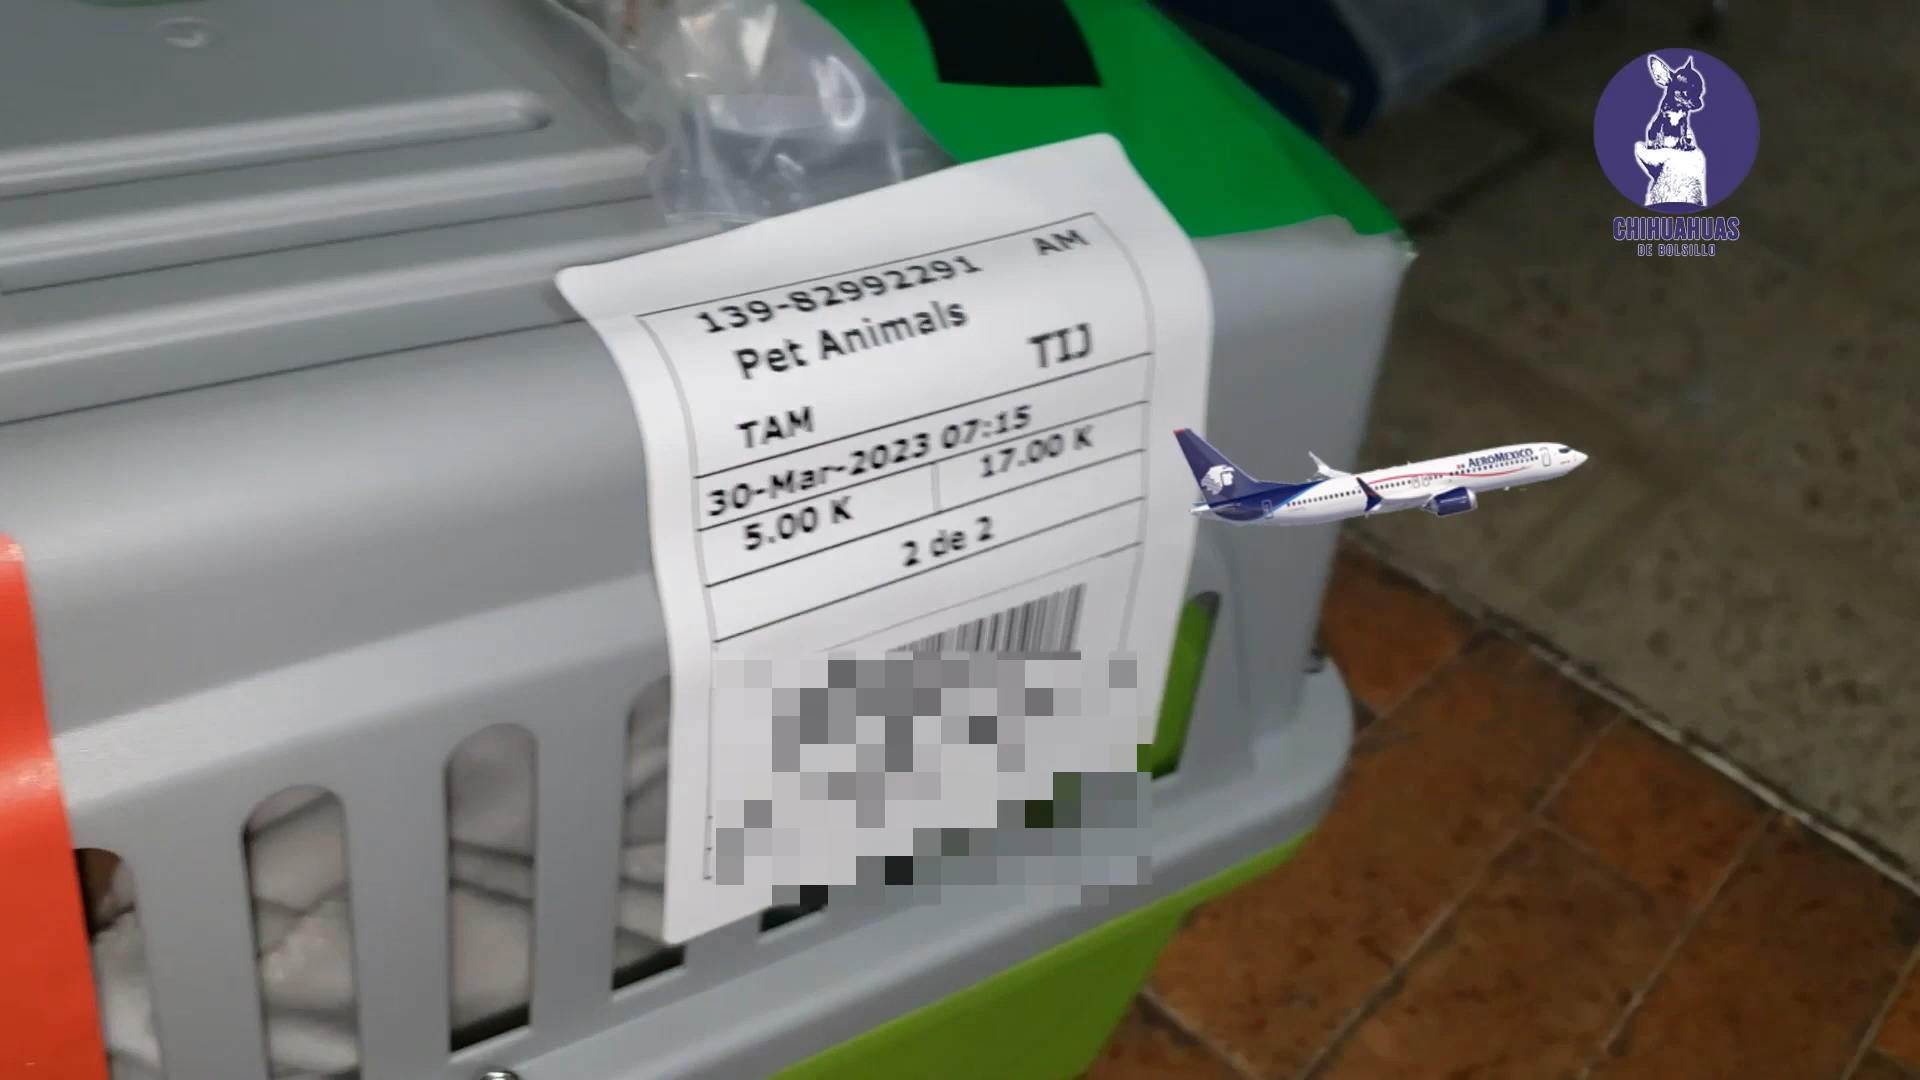 139-82992291 AM
Pet Animals
TAM TIJ
30-Mar-2023 07:15
5.00 K 17.00 K
2 de 2
AEROMEXICO
CHIHUAHUAS
DE BOLSILLO